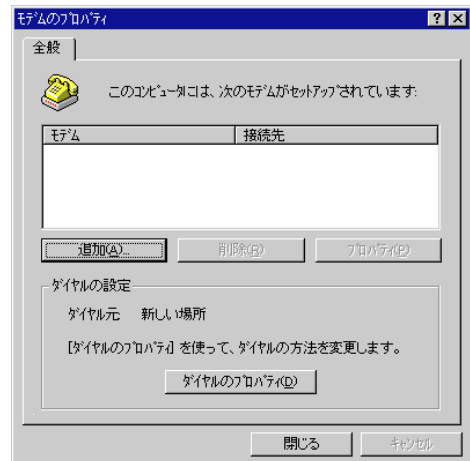 ﾓﾃﾞﾑのﾌﾟﾛﾊﾟﾃｨ
全般
このｺﾝﾋﾟｭｰﾀには、次のﾓﾃﾞﾑがｾｯﾄｱｯﾌﾟされています:
ﾓﾃﾞﾑ 接続先
追加(A)... 削除(R) ﾌﾟﾛﾊﾟﾃｨ(P)
ﾀﾞｲﾔﾙの設定
ﾀﾞｲﾔﾙ元 新しい場所
[ﾀﾞｲﾔﾙのﾌﾟﾛﾊﾟﾃｨ] を使って、ﾀﾞｲﾔﾙの方法を変更します。
ﾀﾞｲﾔﾙのﾌﾟﾛﾊﾟﾃｨ(D)
閉じる ｷｬﾝｾﾙ